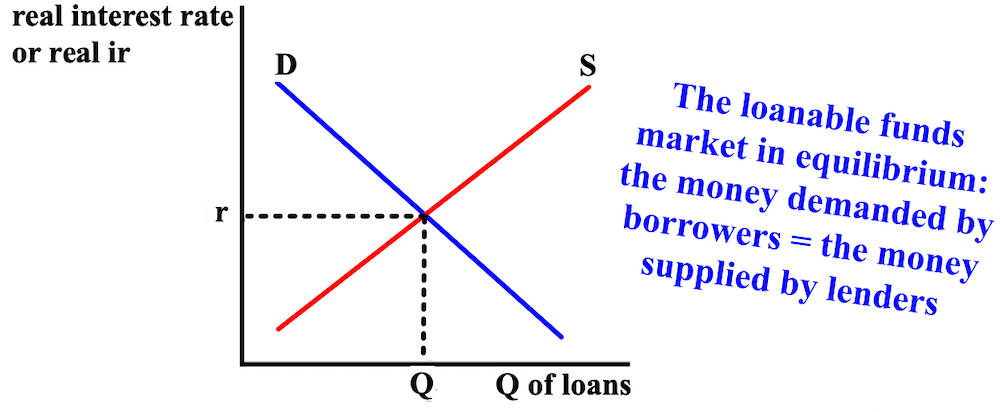 real interest rate
or real ir
D
S
The loanable funds
market in equilibrium:
the money demanded by
borrowers = the money
supplied by lenders
r
Q
Q of loans